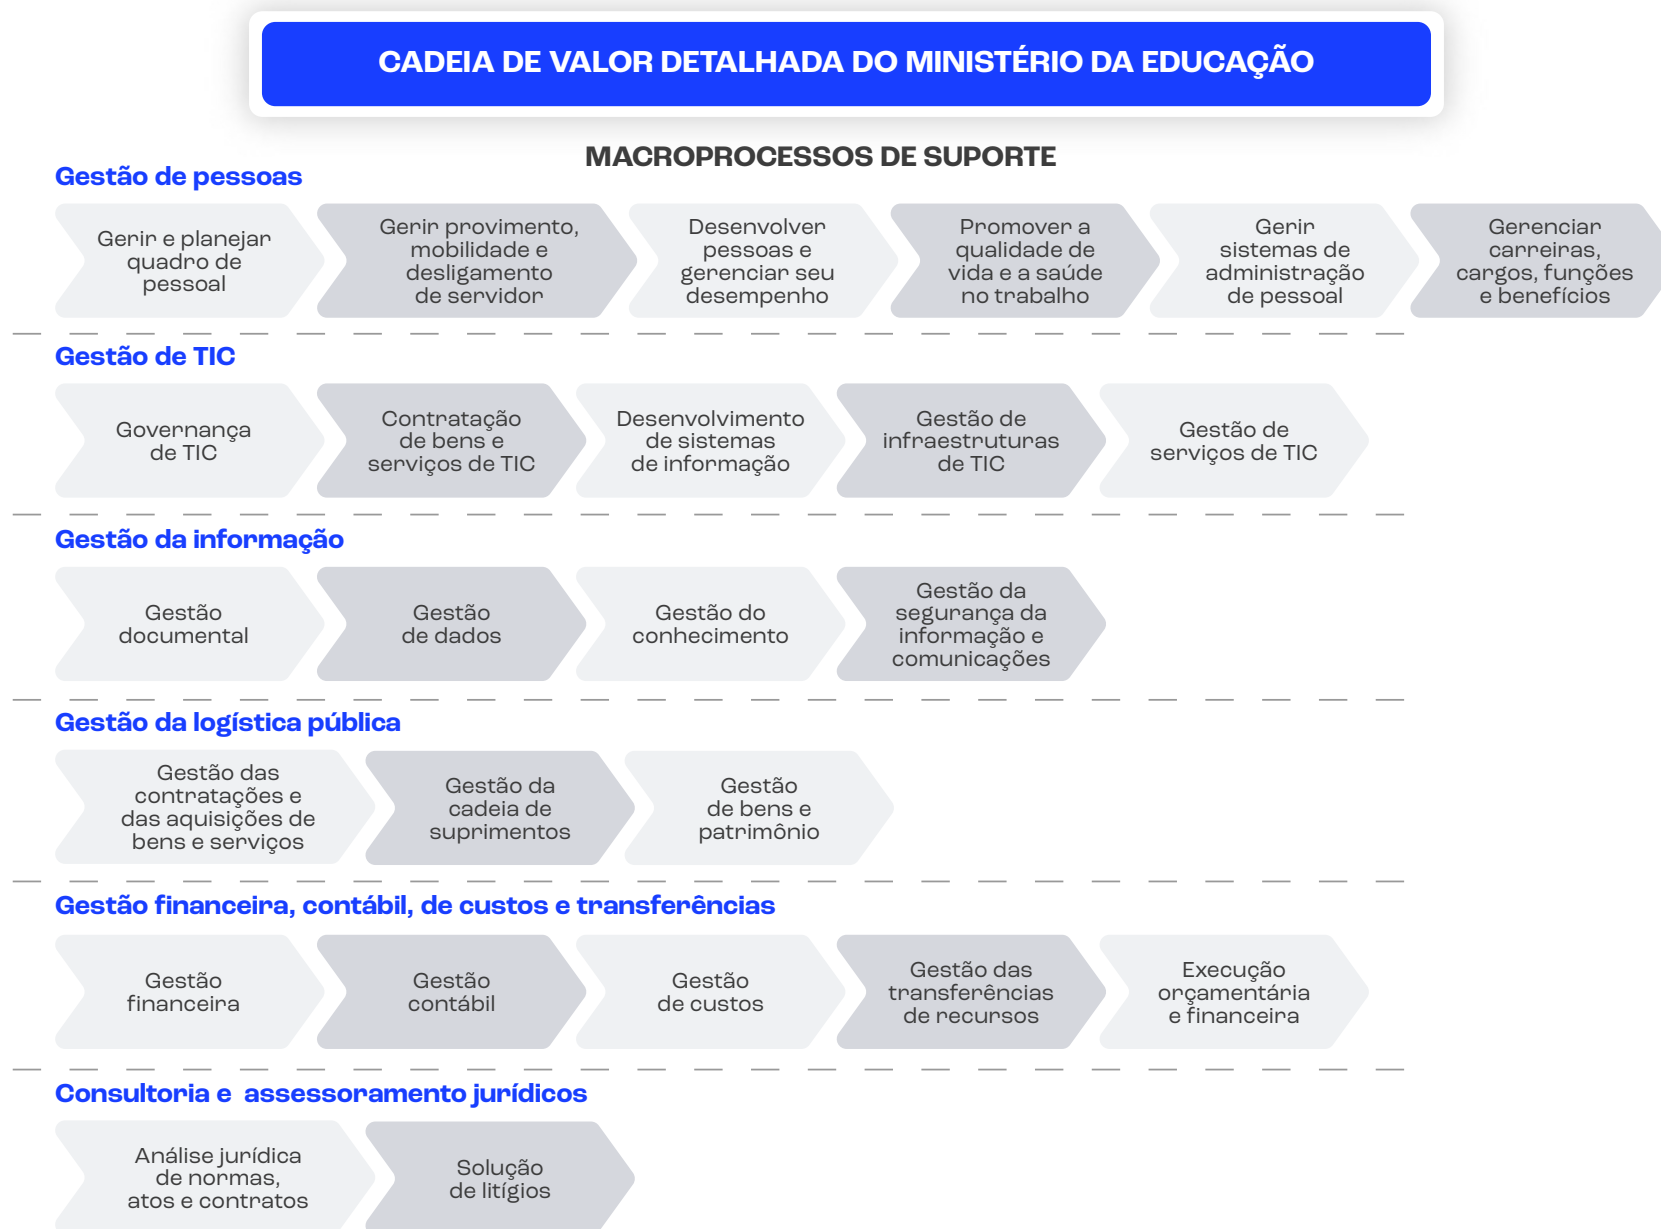 CADEIA DE VALOR DETALHADA DO MINISTÉRIO DA EDUCAÇÃO
MACROPROCESSOS DE SUPORTE
Gestão de pessoas
Gerir e planejar
quadro de
pessoal
Gerir provimento,
mobilidade e
desligamento
de servidor
Desenvolver
pessoas e
gerenciar seu
desempenho
Promover a
qualidade de
vida e a saúde
no trabalho
Gerir
sistemas de
administração
de pessoal
Gerenciar
carreiras,
cargos, funções
e benefícios
Gestão de TIC
Governança
de TIC
Contratação
de bens e
serviços de TIC
Desenvolvimento
de sistemas
de informação
Gestão de
infraestruturas
de TIC
Gestão de
serviços de TIC
Gestão da informação
Gestão
documental
Gestão
de dados
Gestão do
conhecimento
Gestão da
segurança da
informação e
comunicações
Gestão da logística pública
Gestão das
contratações e
das aquisições de
bens e serviços
Gestão da
cadeia de
suprimentos
Gestão
de bens e
patrimônio
Gestão financeira, contábil, de custos e transferências
Gestão
financeira
Gestão
contábil
Gestão
de custos
Gestão das
transferências
de recursos
Execução
orçamentária
e financeira
Consultoria e  assessoramento jurídicos
Análise jurídica
de normas,
atos e contratos
Solução
de litígios